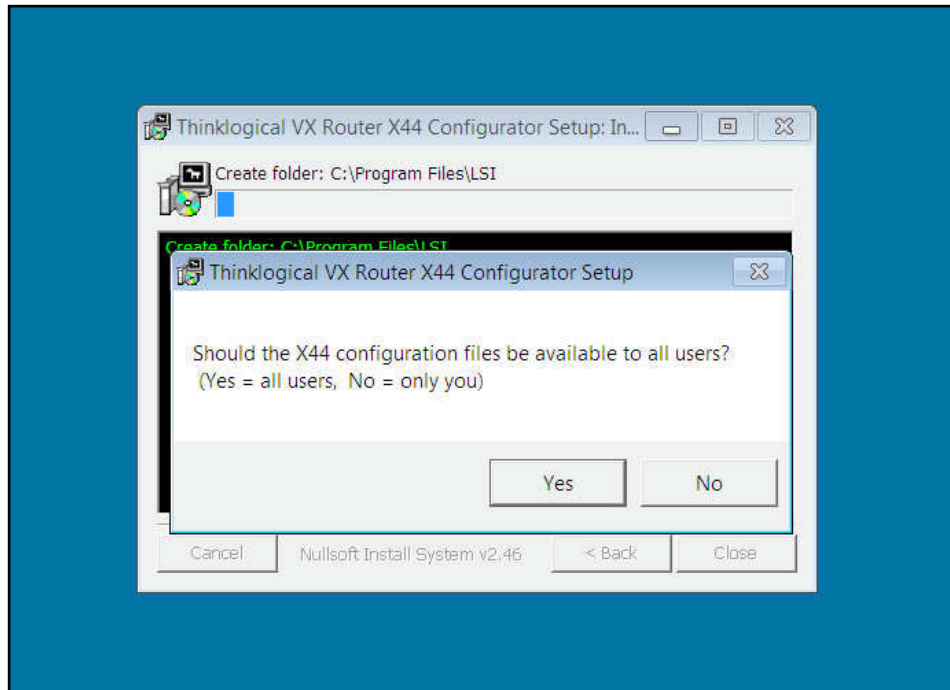 Thinklogical VX Router X44 Configurator Setup: In...
Create folder: C:\Program Files\LSI
Create folder: C:\Program Files\LSI
Thinklogical VX Router X44 Configurator Setup
Should the X44 configuration files be available to all users?
(Yes = all users, No = only you)
Yes
No
Cancel
Nullsoft Install System v2.46
< Back
Close